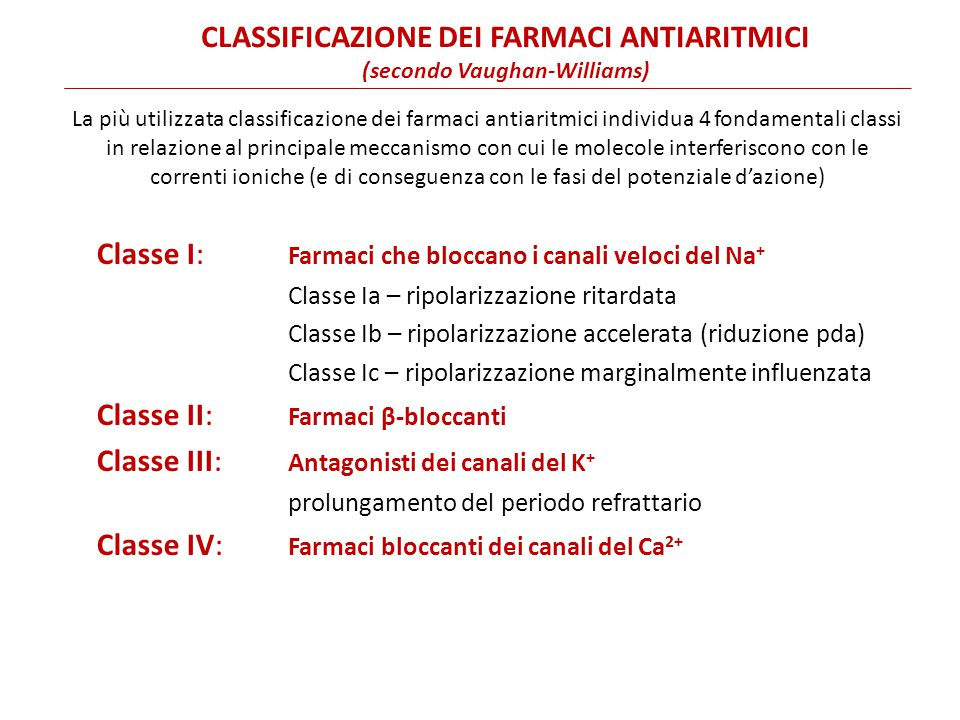 CLASSIFICAZIONE DEI FARMACI ANTIARITMICI
(secondo Vaughan-Williams)
La più utilizzata classificazione dei farmaci antiaritmici individua 4 fondamentali classi
in relazione al principale meccanismo con cui le molecole interferiscono con le
correnti ioniche (e di conseguenza con le fasi del potenziale d’azione)
Classe I: Farmaci che bloccano i canali veloci del Na⁺
Classe Ia – ripolarizzazione ritardata
Classe Ib – ripolarizzazione accelerata (riduzione pda)
Classe Ic – ripolarizzazione marginalmente influenzata
Classe II: Farmaci β-bloccanti
Classe III: Antagonisti dei canali del K⁺
prolungamento del periodo refrattario
Classe IV: Farmaci bloccanti dei canali del Ca²⁺